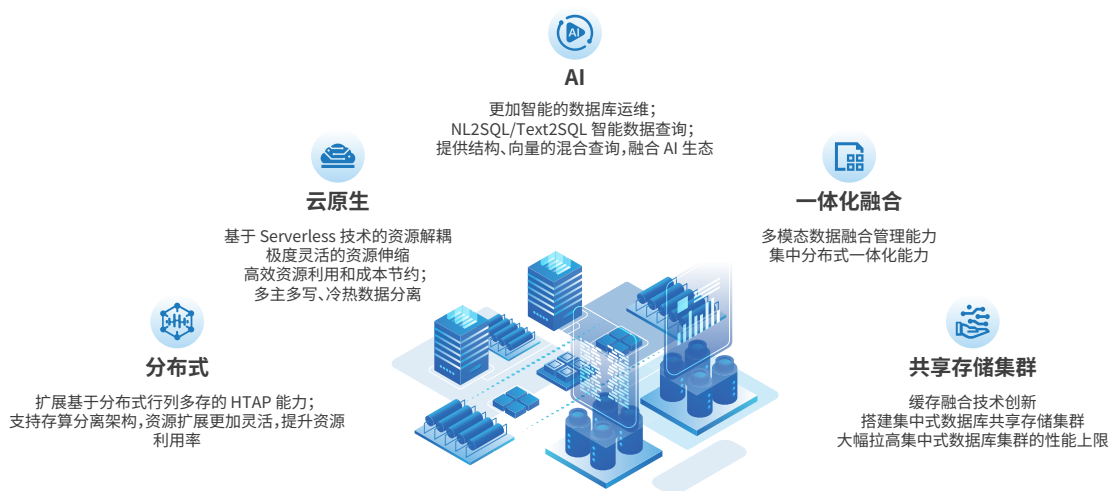 AI
AI
更加智能的数据库运维；
NL2SQL/Text2SQL 智能数据查询；
提供结构、向量的混合查询，融合 AI 生态
云原生
基于 Serverless 技术的资源解耦
极度灵活的资源伸缩
高效资源利用和成本节约；
多主多写、冷热数据分离
一体化融合
多模态数据融合管理能力
集中分布式一体化能力
分布式
扩展基于分布式行列多存的 HTAP 能力；
支持存算分离架构，资源扩展更加灵活，提升资源
利用率
共享存储集群
缓存融合技术创新
搭建集中式数据库共享存储集群
大幅拉高集中式数据库集群的性能上限